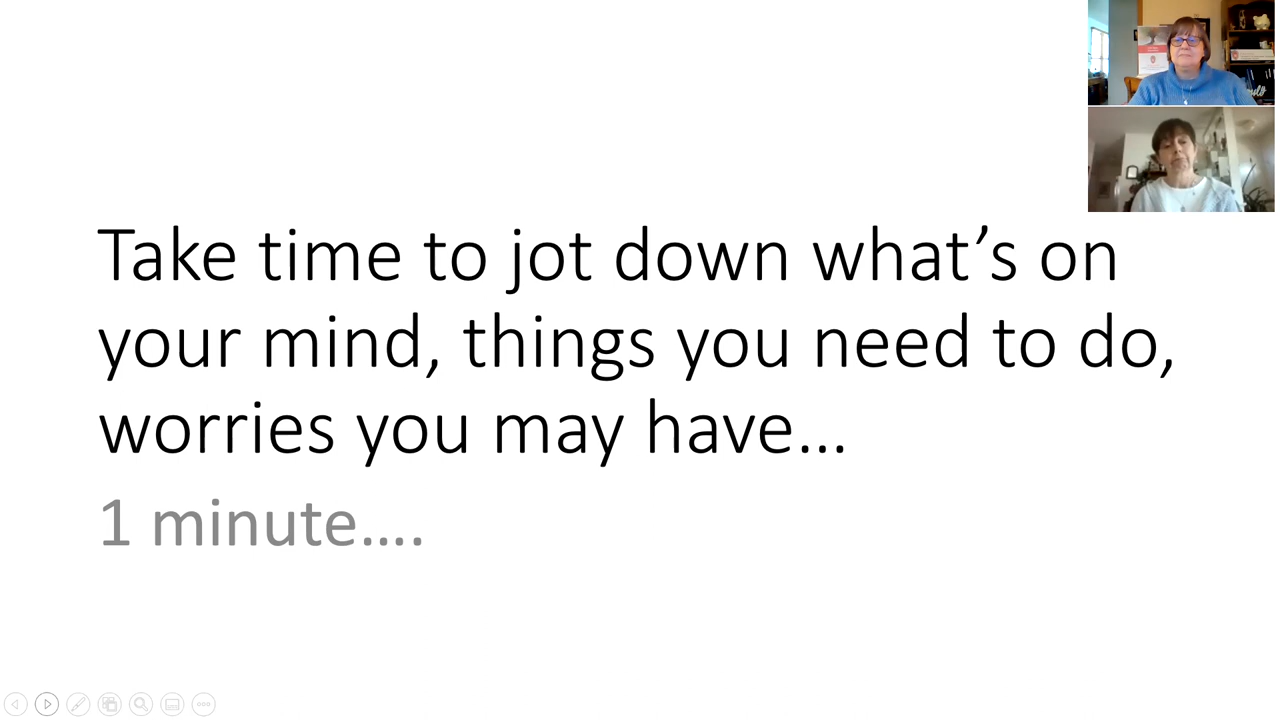 Take time to jot down what’s on
your mind, things you need to do,
worries you may have…
1 minute….